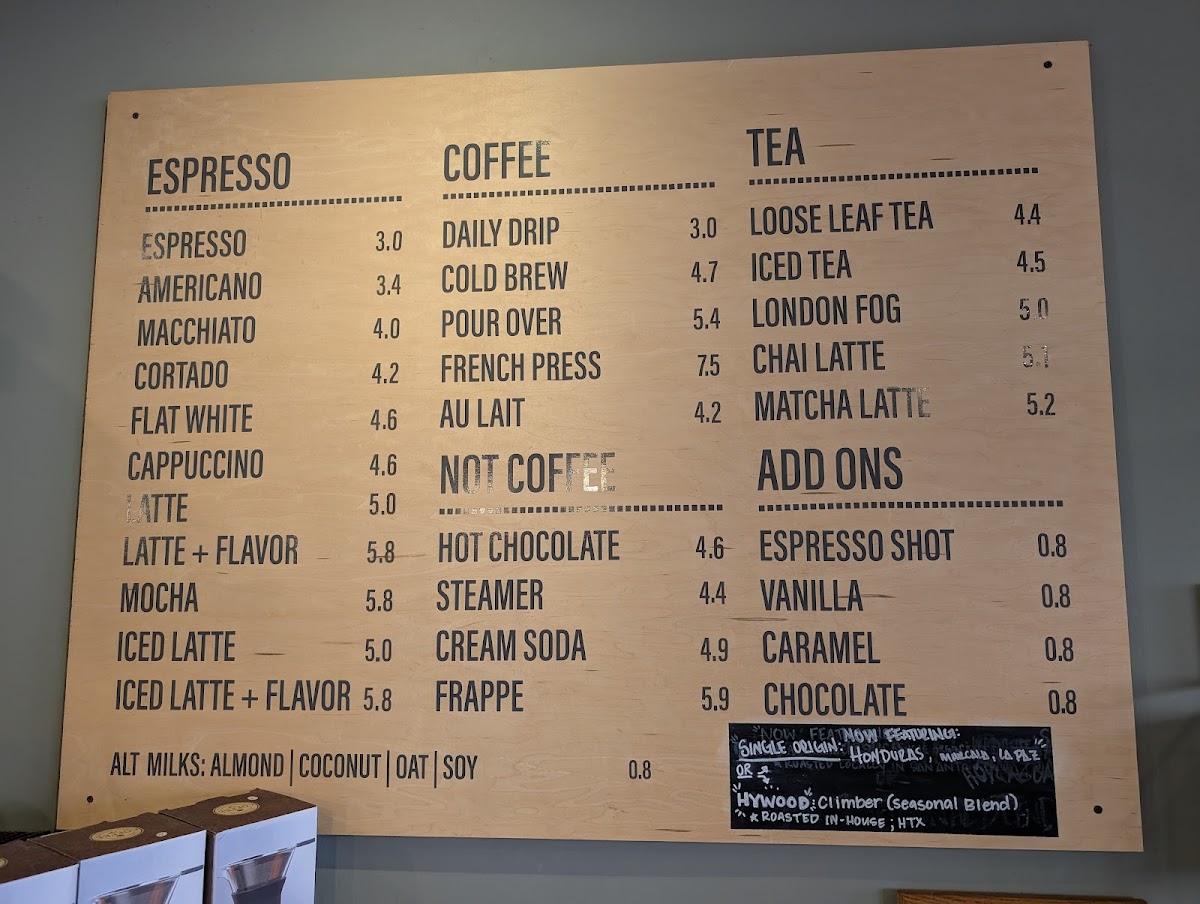 ESPRESSO
ESPRESSO 3.0
AMERICANO 3.4
MACCHIATO 4.0
CORTADO 4.2
FLAT WHITE 4.6
CAPPUCCINO 4.6
LATTE 5.0
LATTE + FLAVOR 5.8
MOCHA 5.8
ICED LATTE 5.0
ICED LATTE + FLAVOR 5.8
COFFEE
DAILY DRIP 3.0
COLD BREW 4.7
POUR OVER 5.4
FRENCH PRESS 7.5
AU LAIT 4.2
NOT COFFEE
HOT CHOCOLATE 4.6
STEAMER 4.4
CREAM SODA 4.9
FRAPPE 5.9
TEA
LOOSE LEAF TEA 4.4
ICED TEA 4.5
LONDON FOG 5.0
CHAI LATTE 5.1
MATCHA LATTE 5.2
ADD ONS
ESPRESSO SHOT 0.8
VANILLA 0.8
CARAMEL 0.8
CHOCOLATE 0.8
ALT MILKS: ALMOND | COCONUT | OAT | SOY 0.8
NOW FEATURING:
SINGLE ORIGIN: HONDURAS, LA PAZ
OR
HYWOOD: Climber (seasonal Blend)
* ROASTED IN-HOUSE; HTX